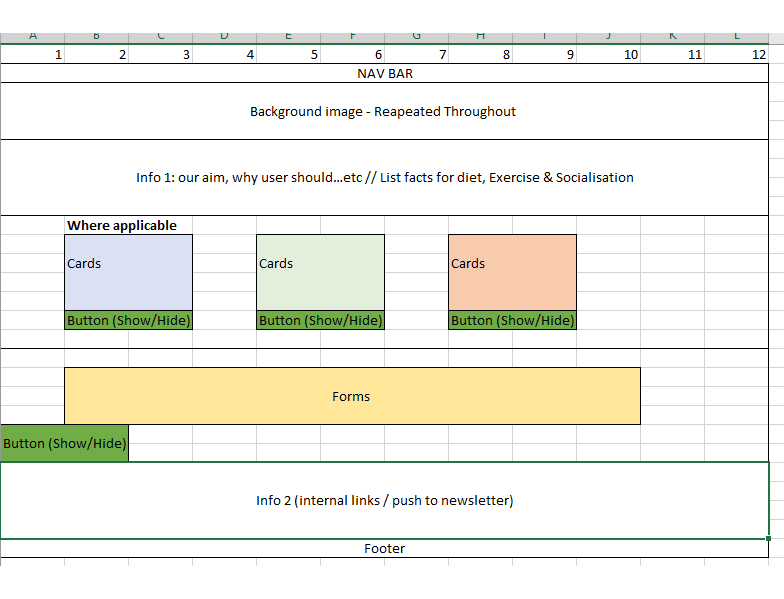 A B C D E F G H I J K L
1 2 3 4 5 6 7 8 9 10 11 12
NAV BAR
Background image - Reapeated Throughout
Info 1: our aim, why user should...etc // List facts for diet, Exercise & Socialisation
Where applicable
Cards Cards Cards
Button (Show/Hide) Button (Show/Hide) Button (Show/Hide)
Forms
Button (Show/Hide)
Info 2 (internal links / push to newsletter)
Footer